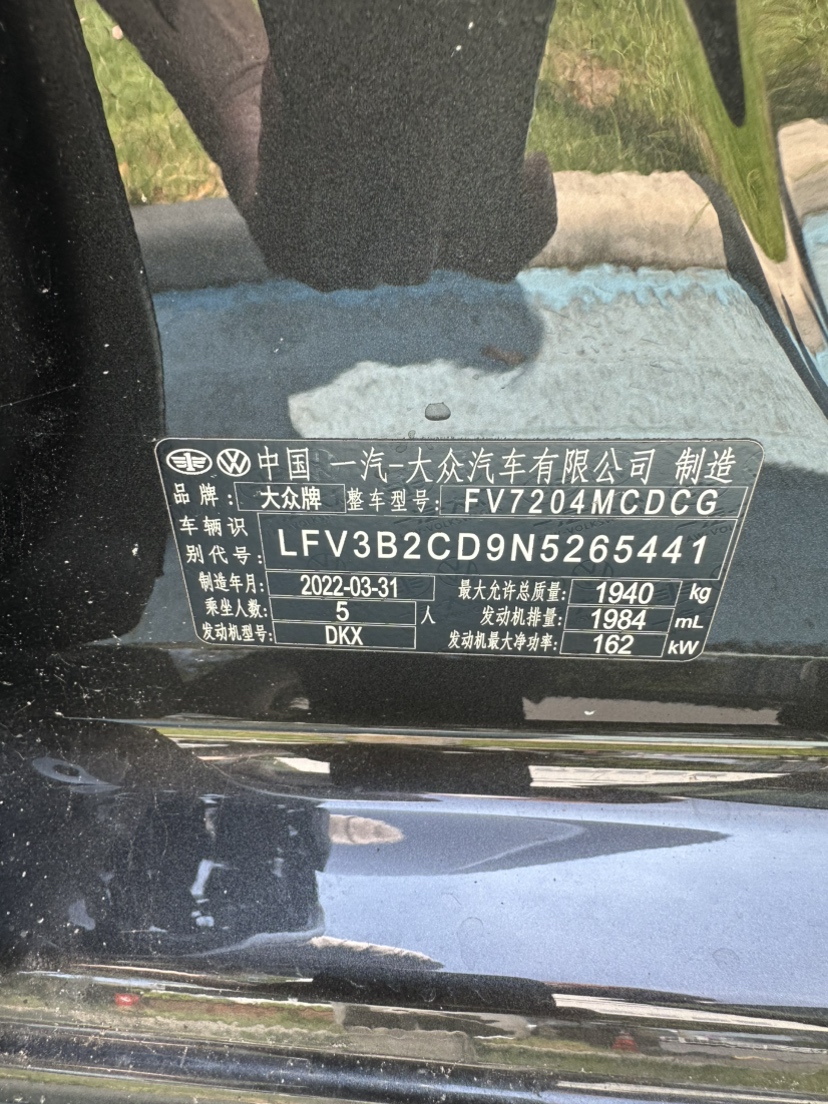 中国 一汽-大众汽车有限公司 制造
品牌: 大众牌 整车型号: FV7204MCDCG
车辆识别代号: LFV3B2CD9N5265441
制造年月: 2022-03-31 最大允许总质量: 1940 kg
乘坐人数: 5 人 发动机排量: 1984 mL
发动机型号: DKX 发动机最大净功率: 162 kW